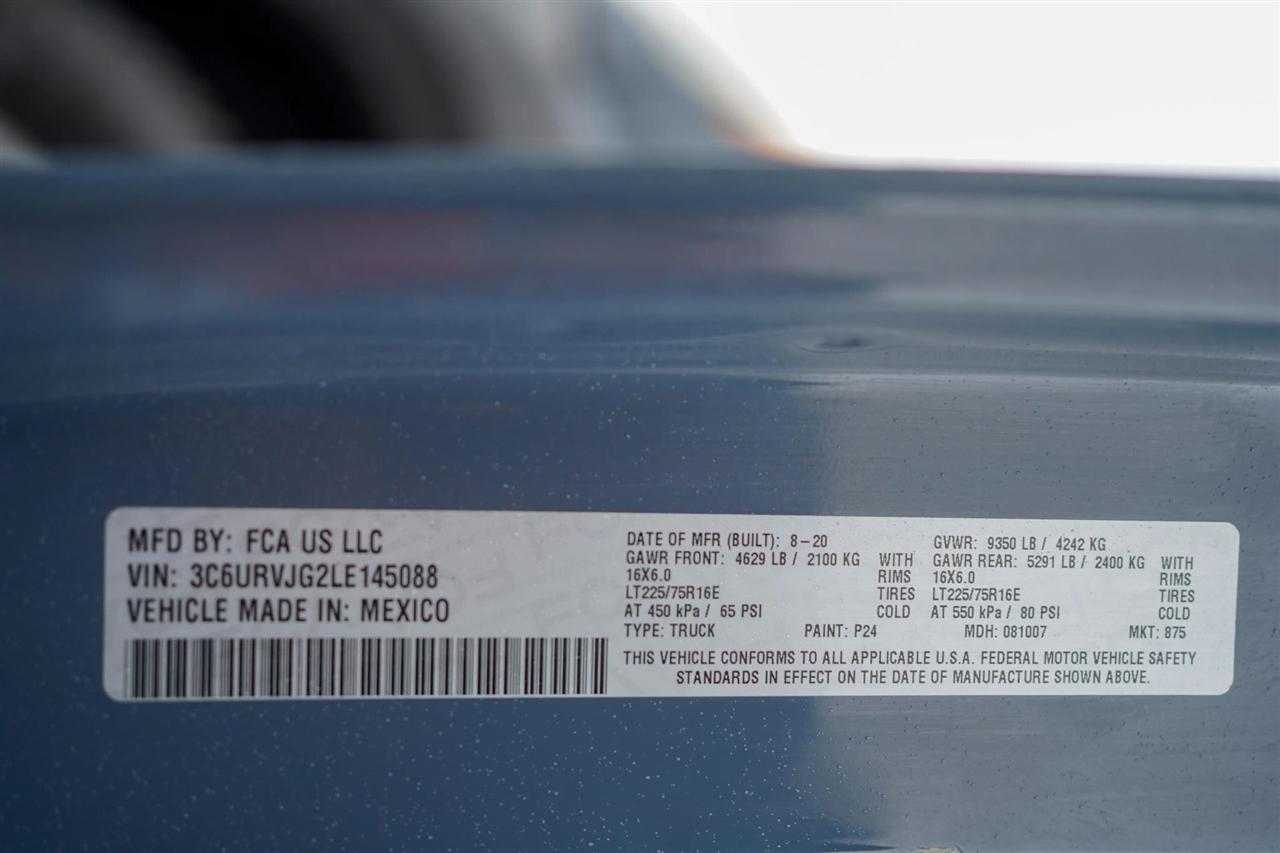 MFD BY: FCA US LLC
VIN: 3C6URVJG2LE145088
VEHICLE MADE IN: MEXICO
DATE OF MFR (BUILT): 8-20 GVWR: 9350 LB / 4242 KG
GAWR FRONT: 4629 LB / 2100 KG WITH GAWR REAR: 5291 LB / 2400 KG WITH
16X6.0 RIMS 16X6.0 RIMS
LT225/75R16E TIRES LT225/75R16E TIRES
AT 450 kPa / 65 PSI COLD AT 550 kPa / 80 PSI COLD
TYPE: TRUCK PAINT: P24 MDH: 081007 MKT: 875
THIS VEHICLE CONFORMS TO ALL APPLICABLE U.S.A. FEDERAL MOTOR VEHICLE SAFETY
STANDARDS IN EFFECT ON THE DATE OF MANUFACTURE SHOWN ABOVE.